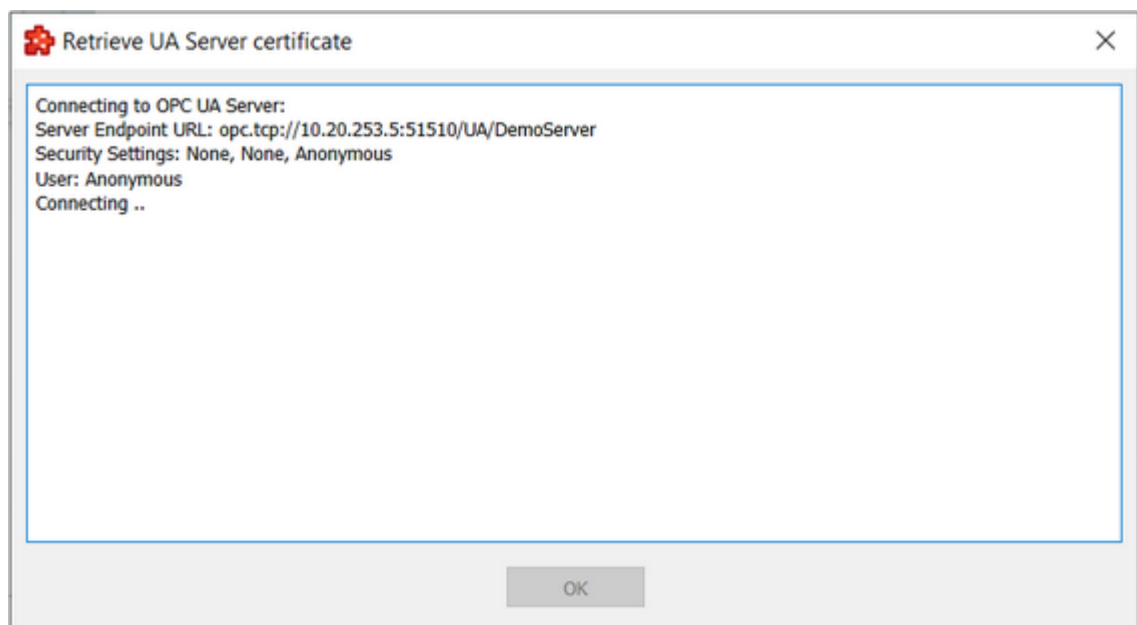 Retrieve UA Server certificate
Connecting to OPC UA Server:
Server Endpoint URL: opc.tcp://10.20.253.5:51510/UA/DemoServer
Security Settings: None, None, Anonymous
User: Anonymous
Connecting ..
OK